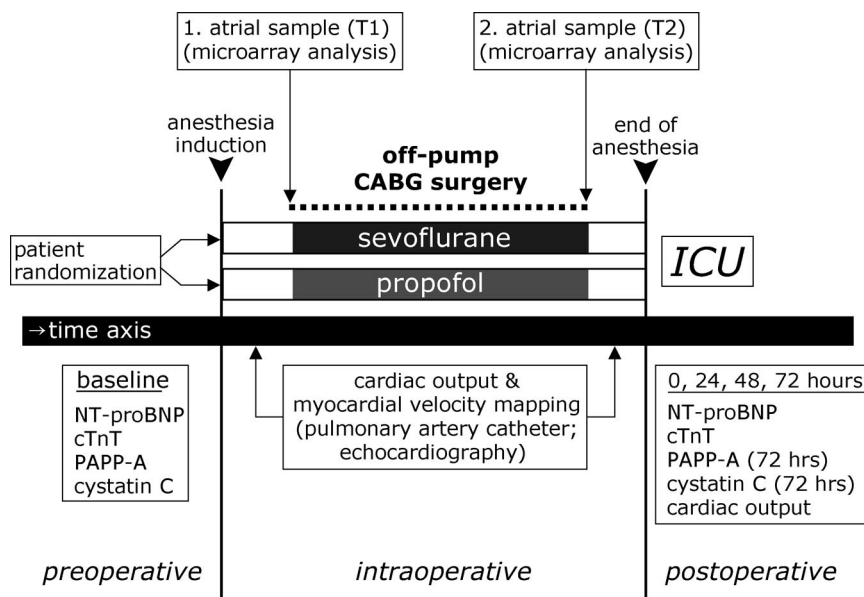 1. atrial sample (T1)
(microarray analysis)
2. atrial sample (T2)
(microarray analysis)
anesthesia
induction
off-pump
CABG surgery
end of
anesthesia
patient
randomization
sevoflurane
propofol
ICU
→time axis
baseline
NT-proBNP
cTnT
PAPP-A
cystatin C
cardiac output &
myocardial velocity mapping
(pulmonary artery catheter;
echocardiography)
0, 24, 48, 72 hours
NT-proBNP
cTnT
PAPP-A (72 hrs)
cystatin C (72 hrs)
cardiac output
preoperative
intraoperative
postoperative